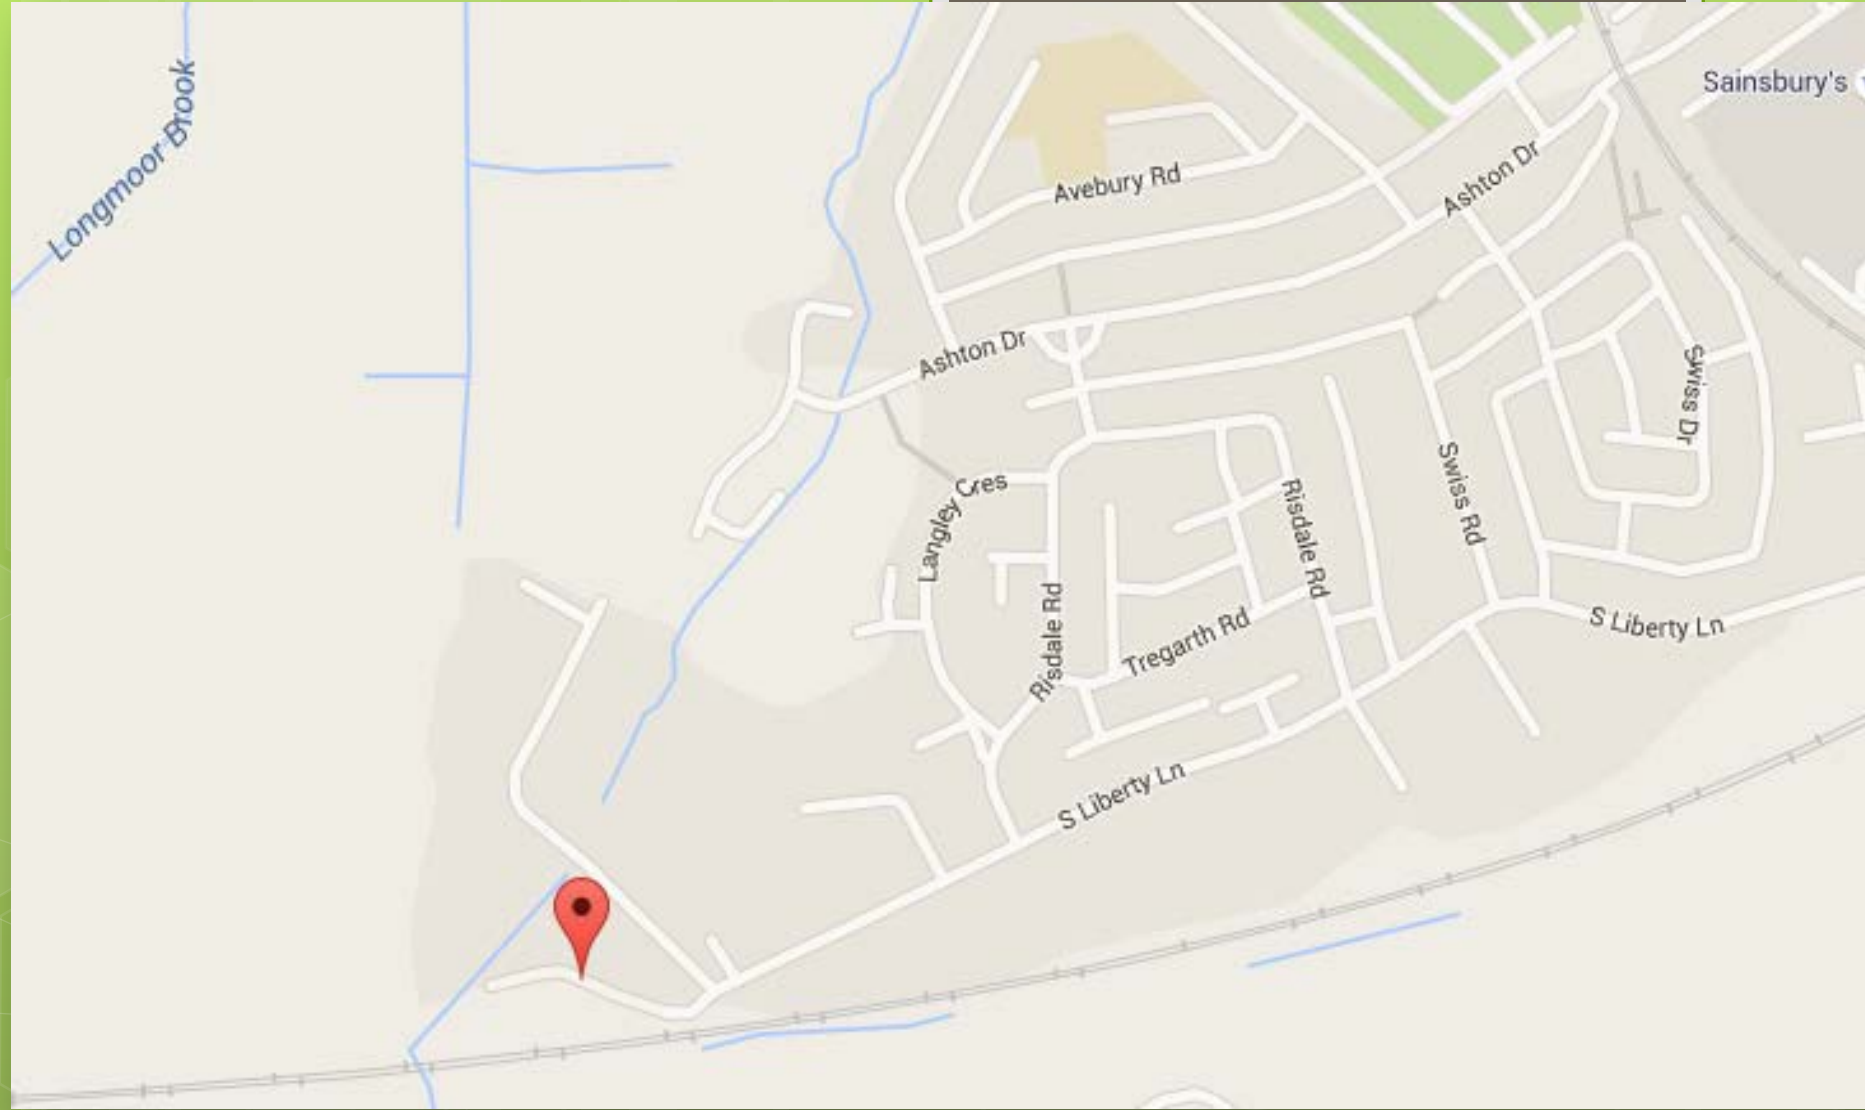 Sainsbury's
Longmoor Brook
Ashton Dr
Avebury Rd
Ashton Dr
Swiss Dr
Langley Cres
Swiss Rd
Risdale Rd
Risdale Rd
Tregarth Rd
S Liberty Ln
S Liberty Ln